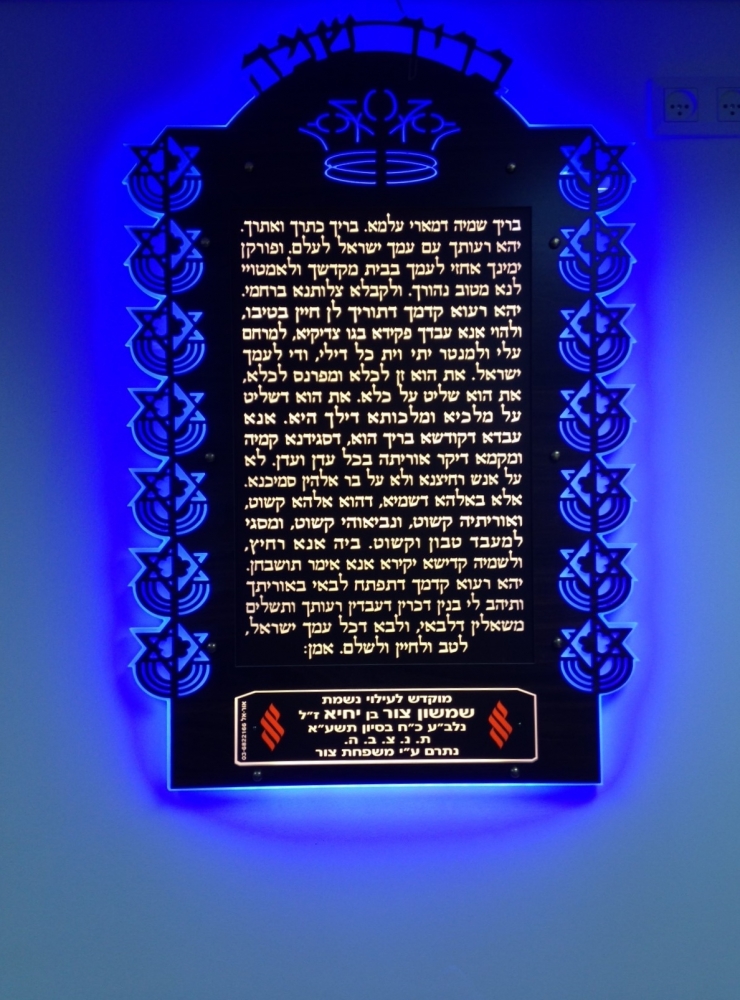 בריך שמיה
בריך שמיה דמארי עלמא. בריך כתרך ואתרך.
יהא רעותך עם עמך ישראל לעלם. ופורקן
ימינך אחזי לעמך בבית מקדשך ולאמטויי
לנא מטוב נהורך. ולקבלא צלותנא ברחמי.
יהא רעוא קדמך דתוריך לן חיין בטיבו,
ולהוי אנא עבדך פקידא בגו צדיקיא, למרחם
עלי ולמנטר יתי וית כל דילי, ודי לעמך
ישראל. את הוא זן לכלא ומפרנס לכלא,
את הוא שליט על כלא. את הוא דשליט
על מלכיא ומלכותא דילך היא. אנא
עבדא דקודשא בריך הוא, דסגידנא קמיה
ומקמא דיקר אוריתה בכל עדן ועדן. לא
על אנש רחיצנא ולא על בר אלהין סמיכנא.
אלא באלהא דשמיא, דהוא אלהא קשוט,
ואוריתיה קשוט, ונביאוהי קשוט, ומסגי
למעבד טבון וקשוט. ביה אנא רחיץ,
ולשמיה קדישא יקירא אנא אימר תושבחן.
יהא רעוא קדמך דתפתח לבאי באוריתך
ותיהב לי בנין דכרין דעבדין רעותך ותשלים
משאלין דלבאי, ולבא דכל עמך ישראל,
לטב ולחיין ולשלם. אמן:
מוקדש לעילוי נשמת
שמשון צור בן יחיא ז״ל
נלב״ע כ״ח בסיון תשע״א
ת. נ. צ. ב. ה.
נתרם ע״י משפחת צור
אור-אל 03-6822166